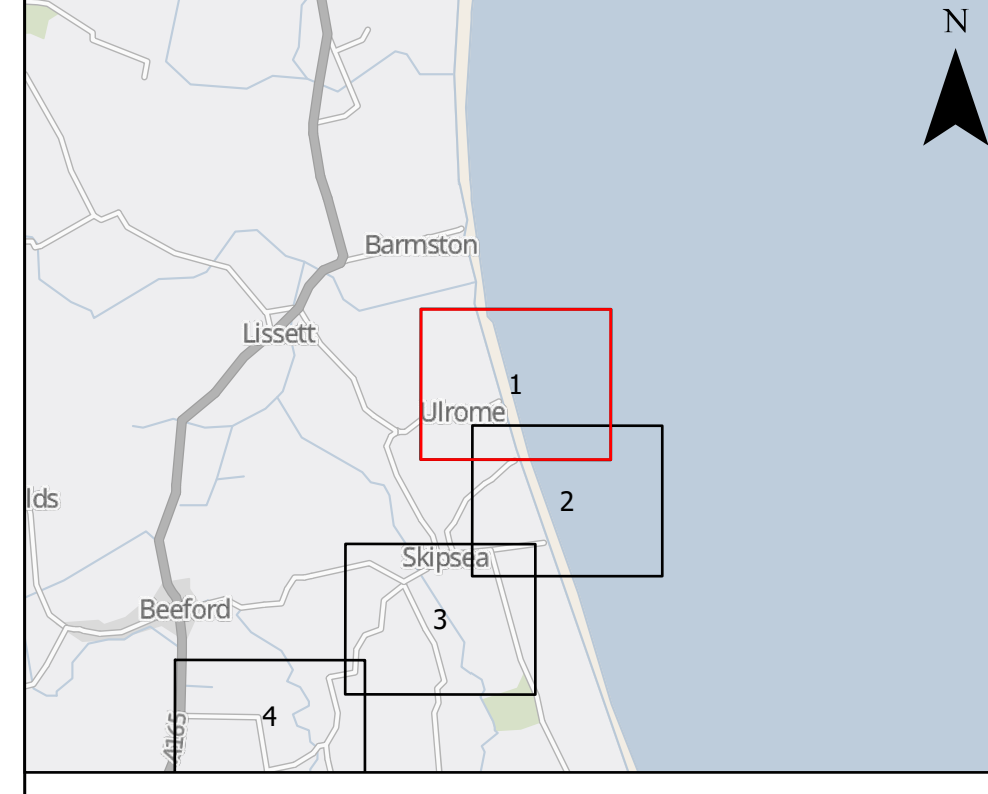 N
Barmston
Lissett
1
Ulrome
lds
2
Skipsea
Beeford
3
4
A165